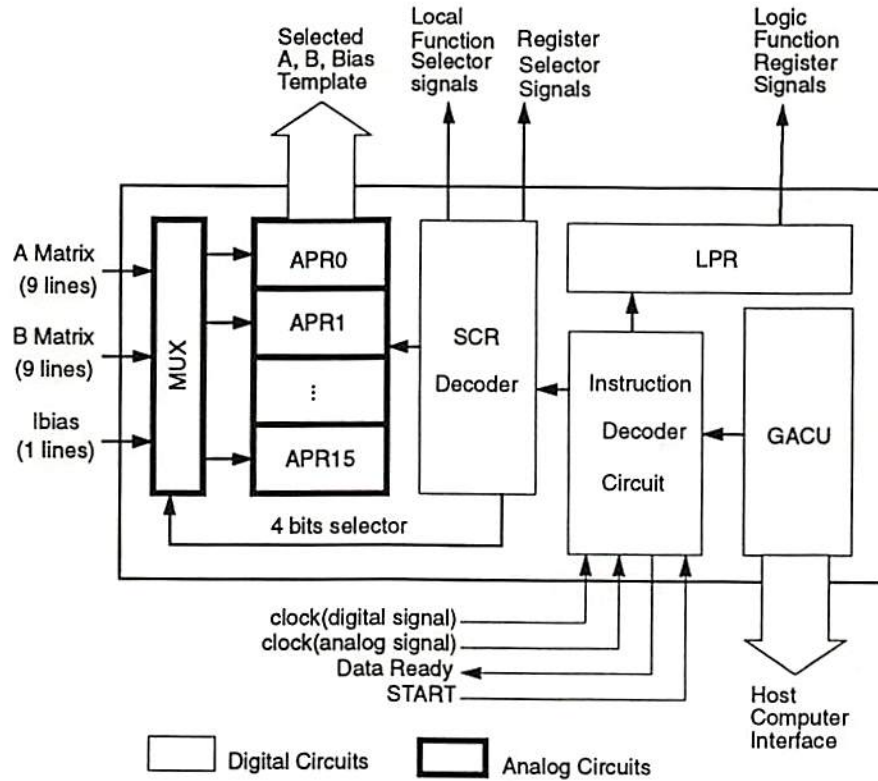 Selected
A, B, Bias
Template
Local
Function
Selector
signals
Register
Selector
Signals
Logic
Function
Register
Signals
A Matrix
(9 lines)
B Matrix
(9 lines)
Ibias
(1 lines)
MUX
APR0
APR1
...
APR15
SCR
Decoder
LPR
Instruction
Decoder
Circuit
GACU
4 bits selector
clock(digital signal)
clock(analog signal)
Data Ready
START
Host
Computer
Interface
Digital Circuits
Analog Circuits